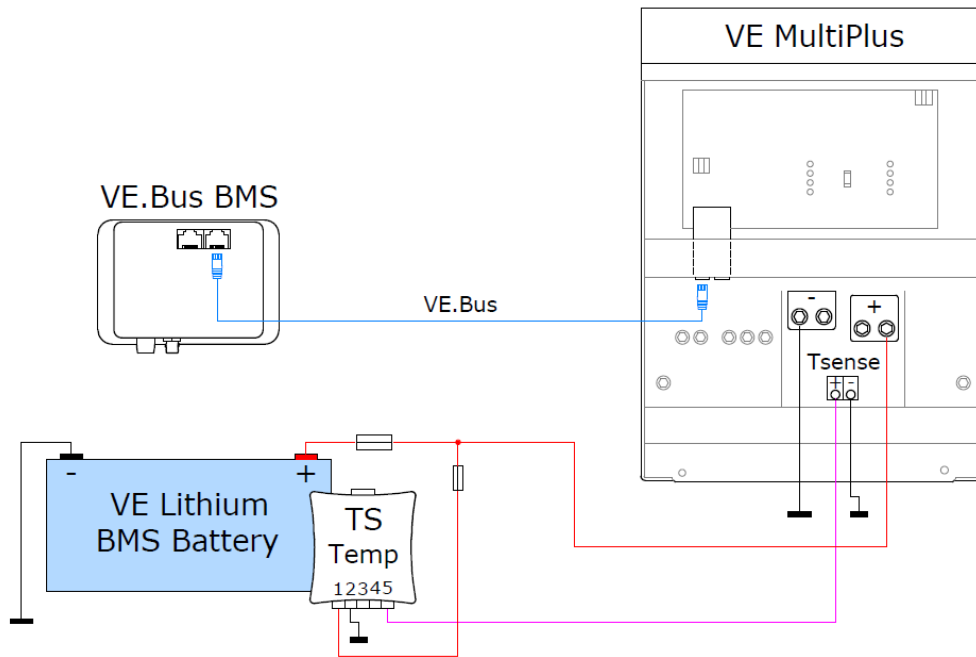 VE MultiPlus
VE.Bus BMS
VE.Bus
- +
Tsense
+ -
- +
VE Lithium
BMS Battery
TS
Temp
12345